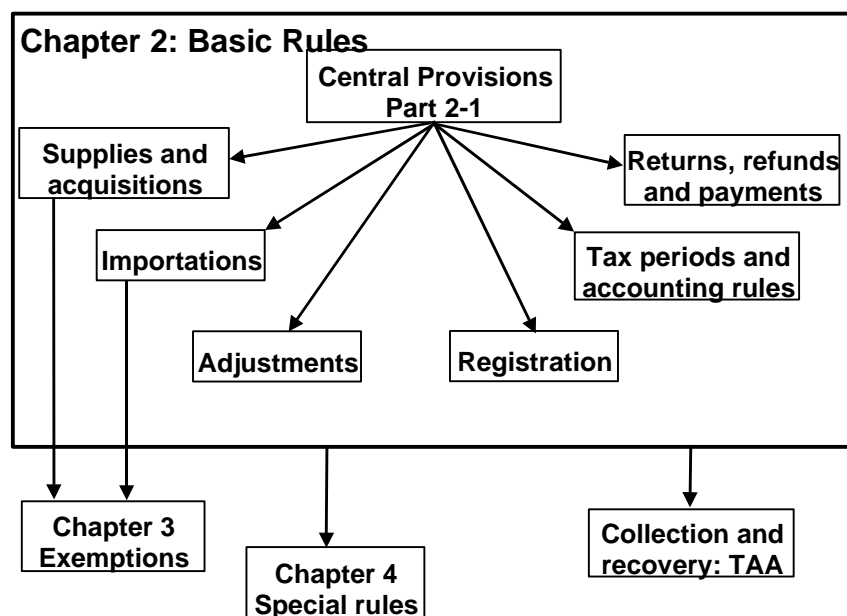 Chapter 2: Basic Rules
Central Provisions
Part 2-1
Supplies and
acquisitions
Returns, refunds
and payments
Importations
Tax periods and
accounting rules
Adjustments
Registration
Chapter 3
Exemptions
Chapter 4
Special rules
Collection and
recovery: TAA